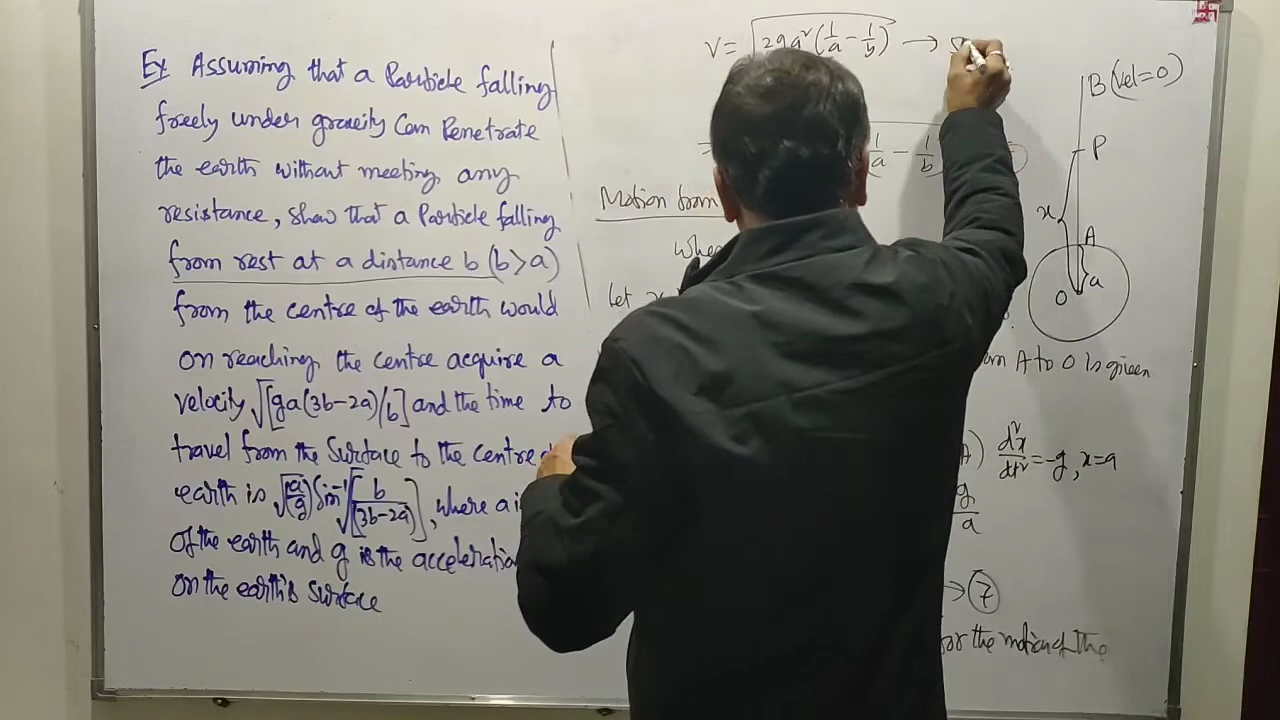 Ex Assuming that a Particle falling
freely under gravity Can Penetrate
the earth without meeting any
resistance, show that a Particle falling
from rest at a distance b (b>a)
from the centre of the earth would
on reaching the centre acquire a
velocity √[ga(3b-2a)/b] and the time to
travel from the Surface to the centre
earth is √(a/g) Sin⁻¹√[b/(3b-2a)], where a i
of the earth and g is the acceleration
on the earth's surface
V = √2ga²(1/a - 1/b) →
1/a - 1/b
Motion from
Let
B (Vel=0)
P
x
A
a
O
A to O is given
A) d²x/dt² = -g, x=a
g/a
→ 7
for the motion of the